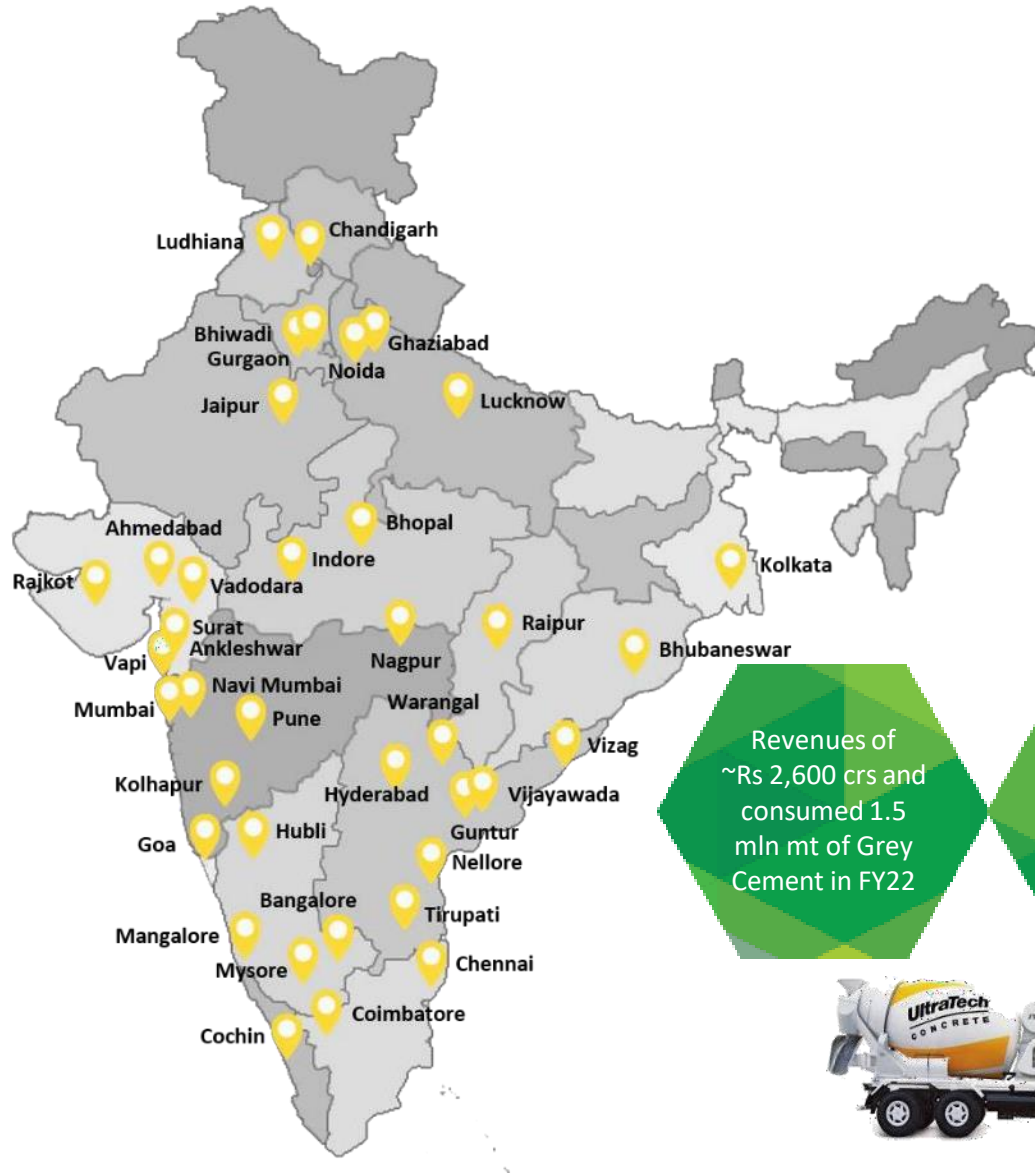 Ludhiana
Chandigarh
Bhiwadi
Gurgaon
Noida
Ghaziabad
Jaipur
Lucknow
Ahmedabad
Bhopal
Indore
Rajkot
Vadodara
Kolkata
Surat
Ankleshwar
Vapi
Raipur
Nagpur
Bhubaneswar
Navi Mumbai
Mumbai
Pune
Warangal
Vizag
Kolhapur
Hyderabad
Vijayawada
Guntur
Goa
Hubli
Nellore
Bangalore
Tirupati
Mangalore
Mysore
Chennai
Coimbatore
Cochin
Revenues of
~Rs 2,600 crs and
consumed 1.5
mln mt of Grey
Cement in FY22
UltraTech
CONCRETE